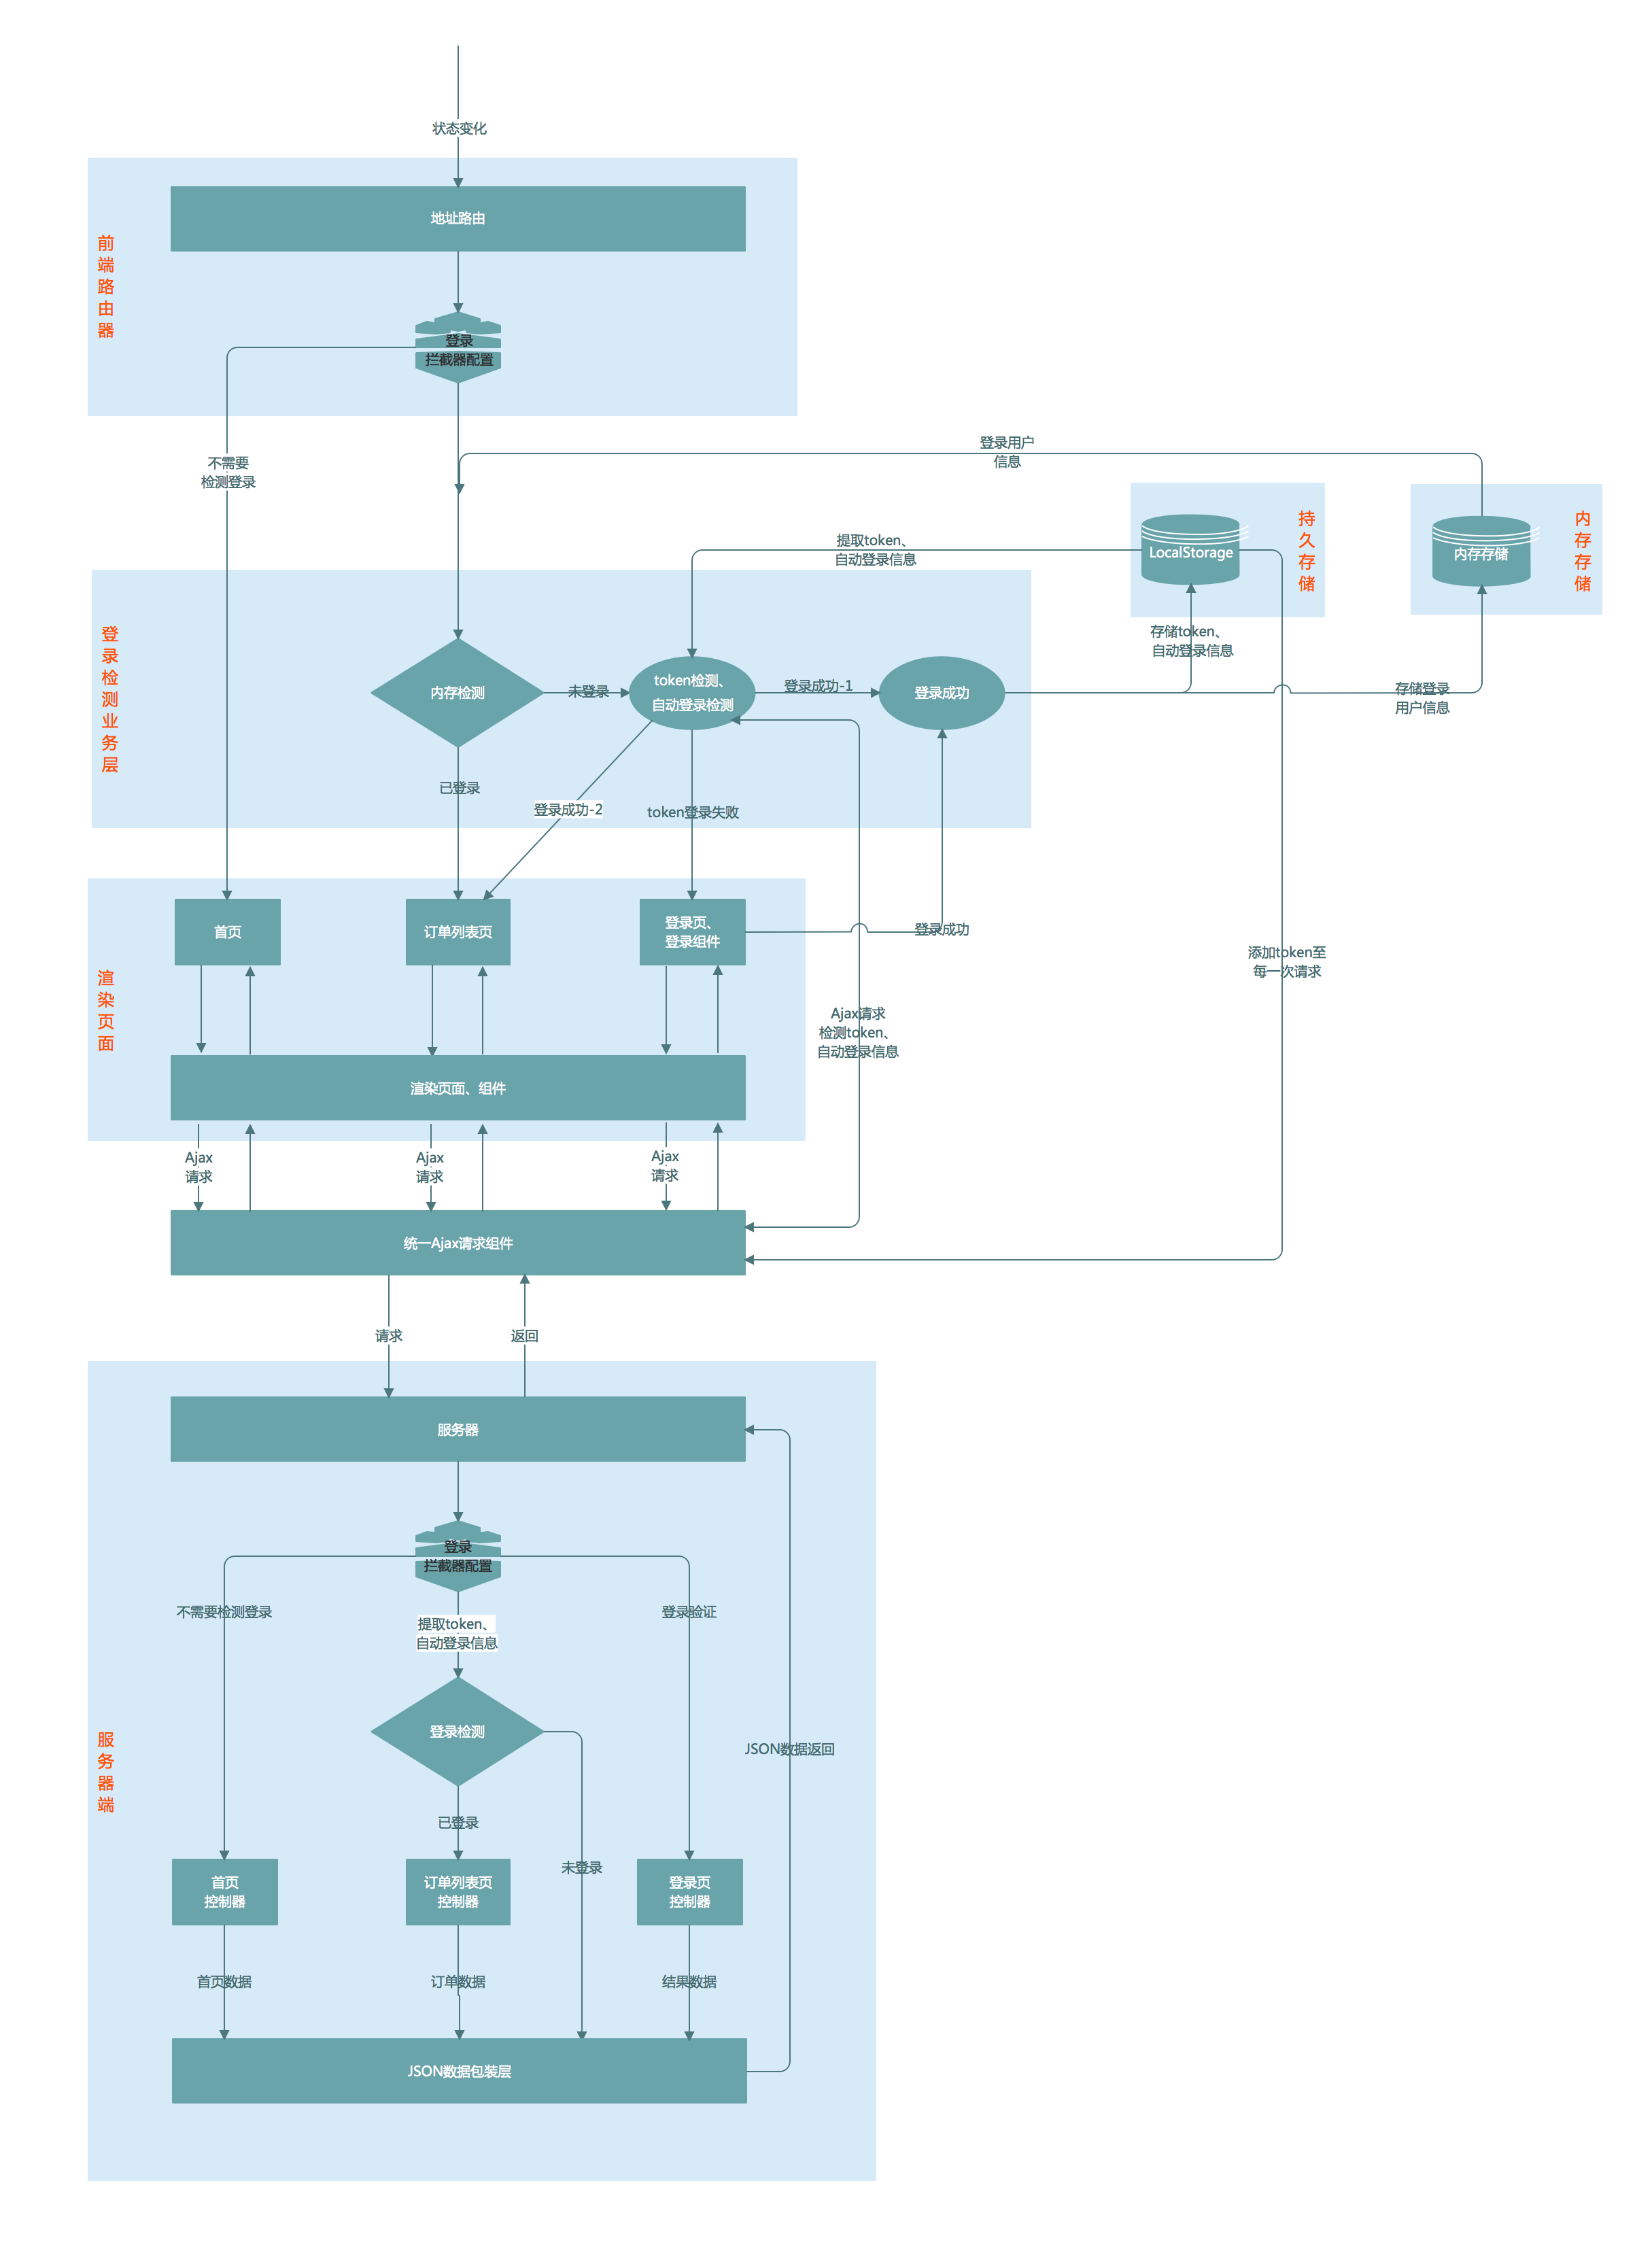 状态变化
前端路由器
地址路由
登录
拦截器配置
不需要
检测登录
登录用户
信息
持久存储
LocalStorage
内存存储
内存存储
提取token、
自动登录信息
存储token、
自动登录信息
登录检测业务层
内存检测
未登录
token检测、
自动登录检测
登录成功-1
登录成功
存储登录
用户信息
已登录
登录成功-2
token登录失败
渲染页面
首页
订单列表页
登录页、
登录组件
登录成功
添加token至
每一次请求
Ajax请求
检测token、
自动登录信息
渲染页面、组件
Ajax
请求
Ajax
请求
Ajax
请求
统一Ajax请求组件
请求
返回
服务器端
服务器
登录
拦截器配置
不需要检测登录
提取token、
自动登录信息
登录验证
登录检测
JSON数据返回
已登录
未登录
首页
控制器
订单列表页
控制器
登录页
控制器
首页数据
订单数据
结果数据
JSON数据包装层